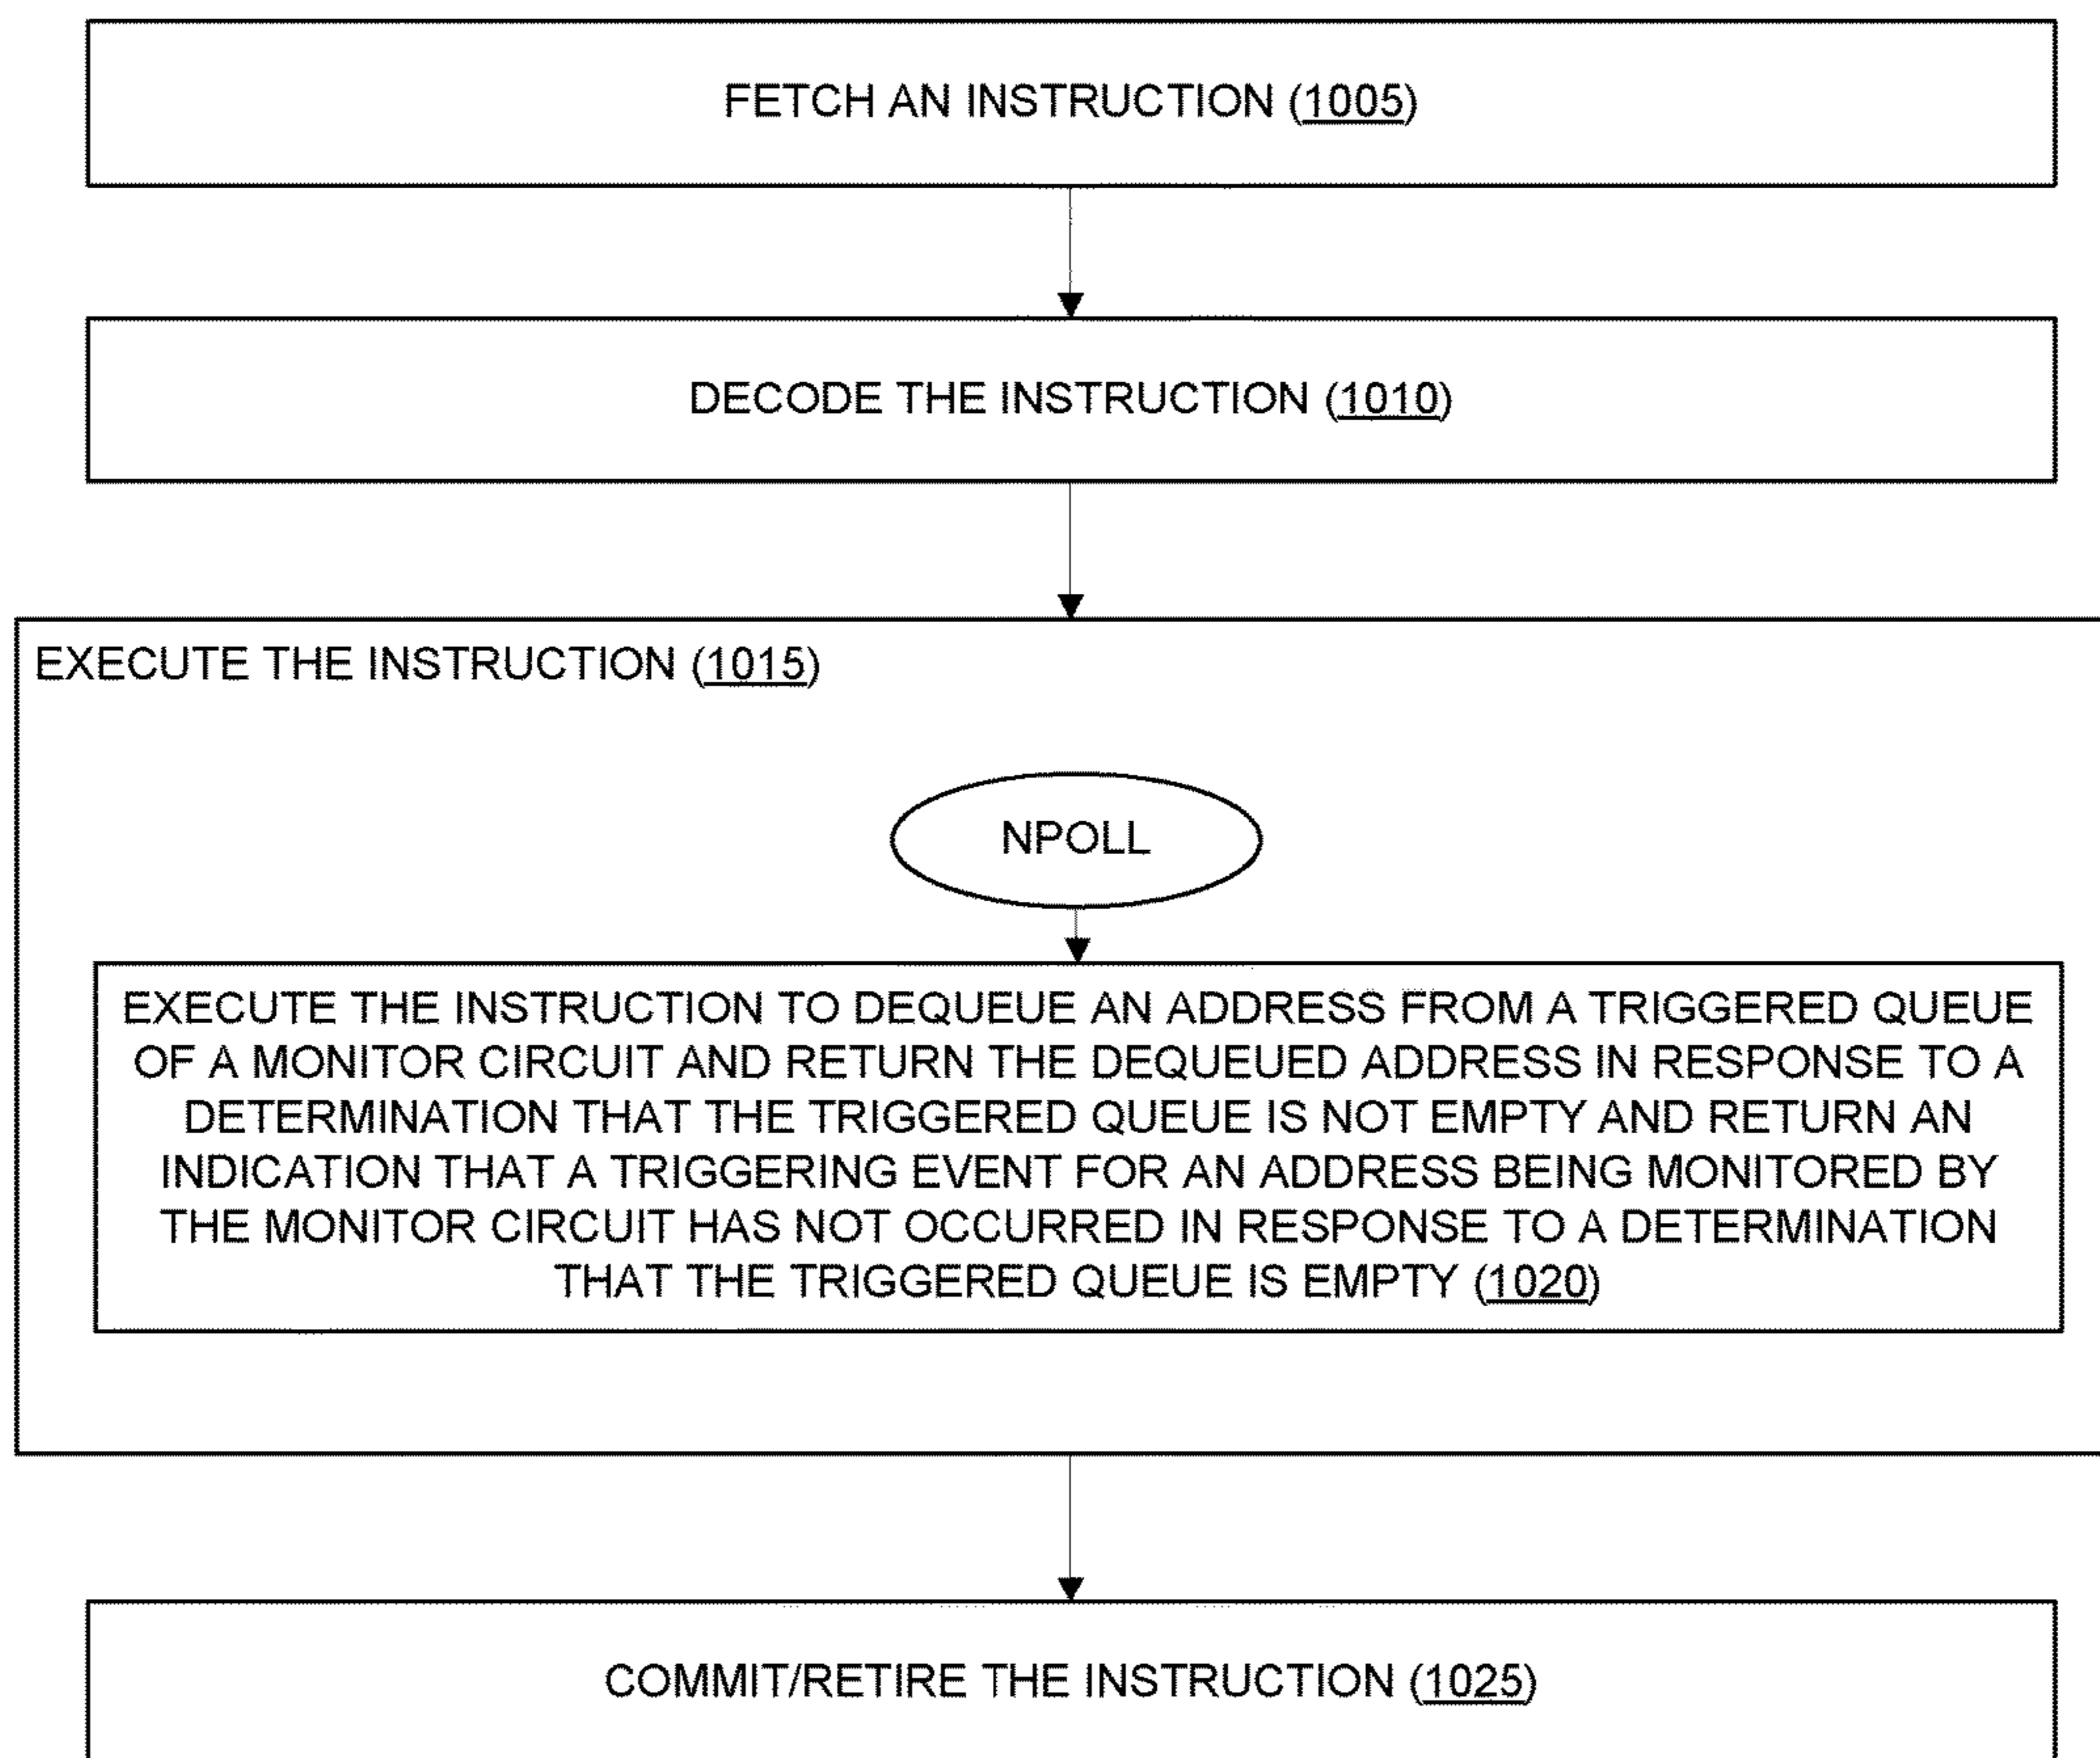 FETCH AN INSTRUCTION (1005)
DECODE THE INSTRUCTION (1010)
EXECUTE THE INSTRUCTION (1015)
NPOLL
EXECUTE THE INSTRUCTION TO DEQUEUE AN ADDRESS FROM A TRIGGERED QUEUE
OF A MONITOR CIRCUIT AND RETURN THE DEQUEUED ADDRESS IN RESPONSE TO A
DETERMINATION THAT THE TRIGGERED QUEUE IS NOT EMPTY AND RETURN AN
INDICATION THAT A TRIGGERING EVENT FOR AN ADDRESS BEING MONITORED BY
THE MONITOR CIRCUIT HAS NOT OCCURRED IN RESPONSE TO A DETERMINATION
THAT THE TRIGGERED QUEUE IS EMPTY (1020)
COMMIT/RETIRE THE INSTRUCTION (1025)